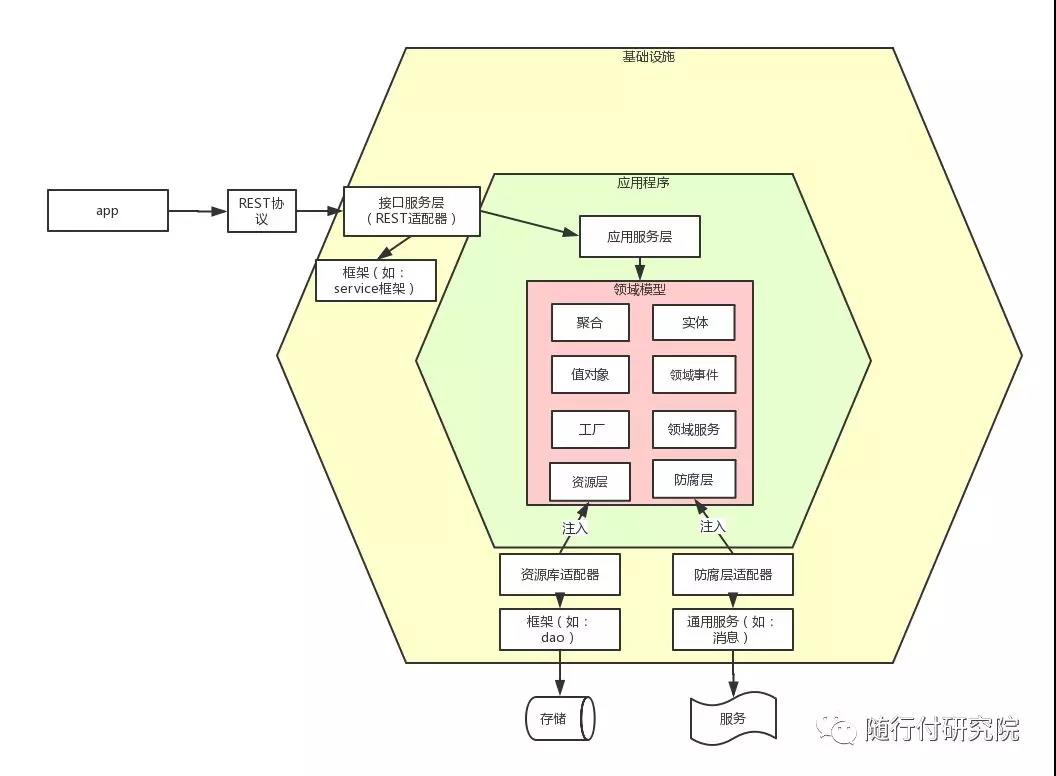 基础设施
应用程序
app
REST协
议
接口服务层
（REST适配器）
应用服务层
框架（如：
service框架）
领域模型
聚合
实体
值对象
领域事件
工厂
领域服务
资源层
防腐层
注入
注入
资源库适配器
防腐层适配器
框架（如：
dao）
通用服务（如：
消息）
存储
服务
随行付研究院